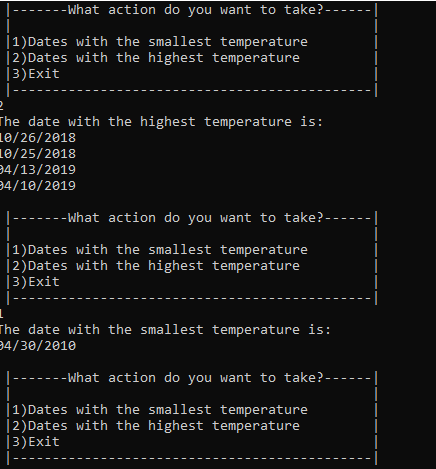 |-------What action do you want to take?------|
|                                             |
|1)Dates with the smallest temperature        |
|2)Dates with the highest temperature         |
|3)Exit                                       |
|---------------------------------------------|
2
The date with the highest temperature is:
10/26/2018
10/25/2018
04/13/2019
04/10/2019
|-------What action do you want to take?------|
|                                             |
|1)Dates with the smallest temperature        |
|2)Dates with the highest temperature         |
|3)Exit                                       |
|---------------------------------------------|
1
The date with the smallest temperature is:
04/30/2010
|-------What action do you want to take?------|
|                                             |
|1)Dates with the smallest temperature        |
|2)Dates with the highest temperature         |
|3)Exit                                       |
|---------------------------------------------|